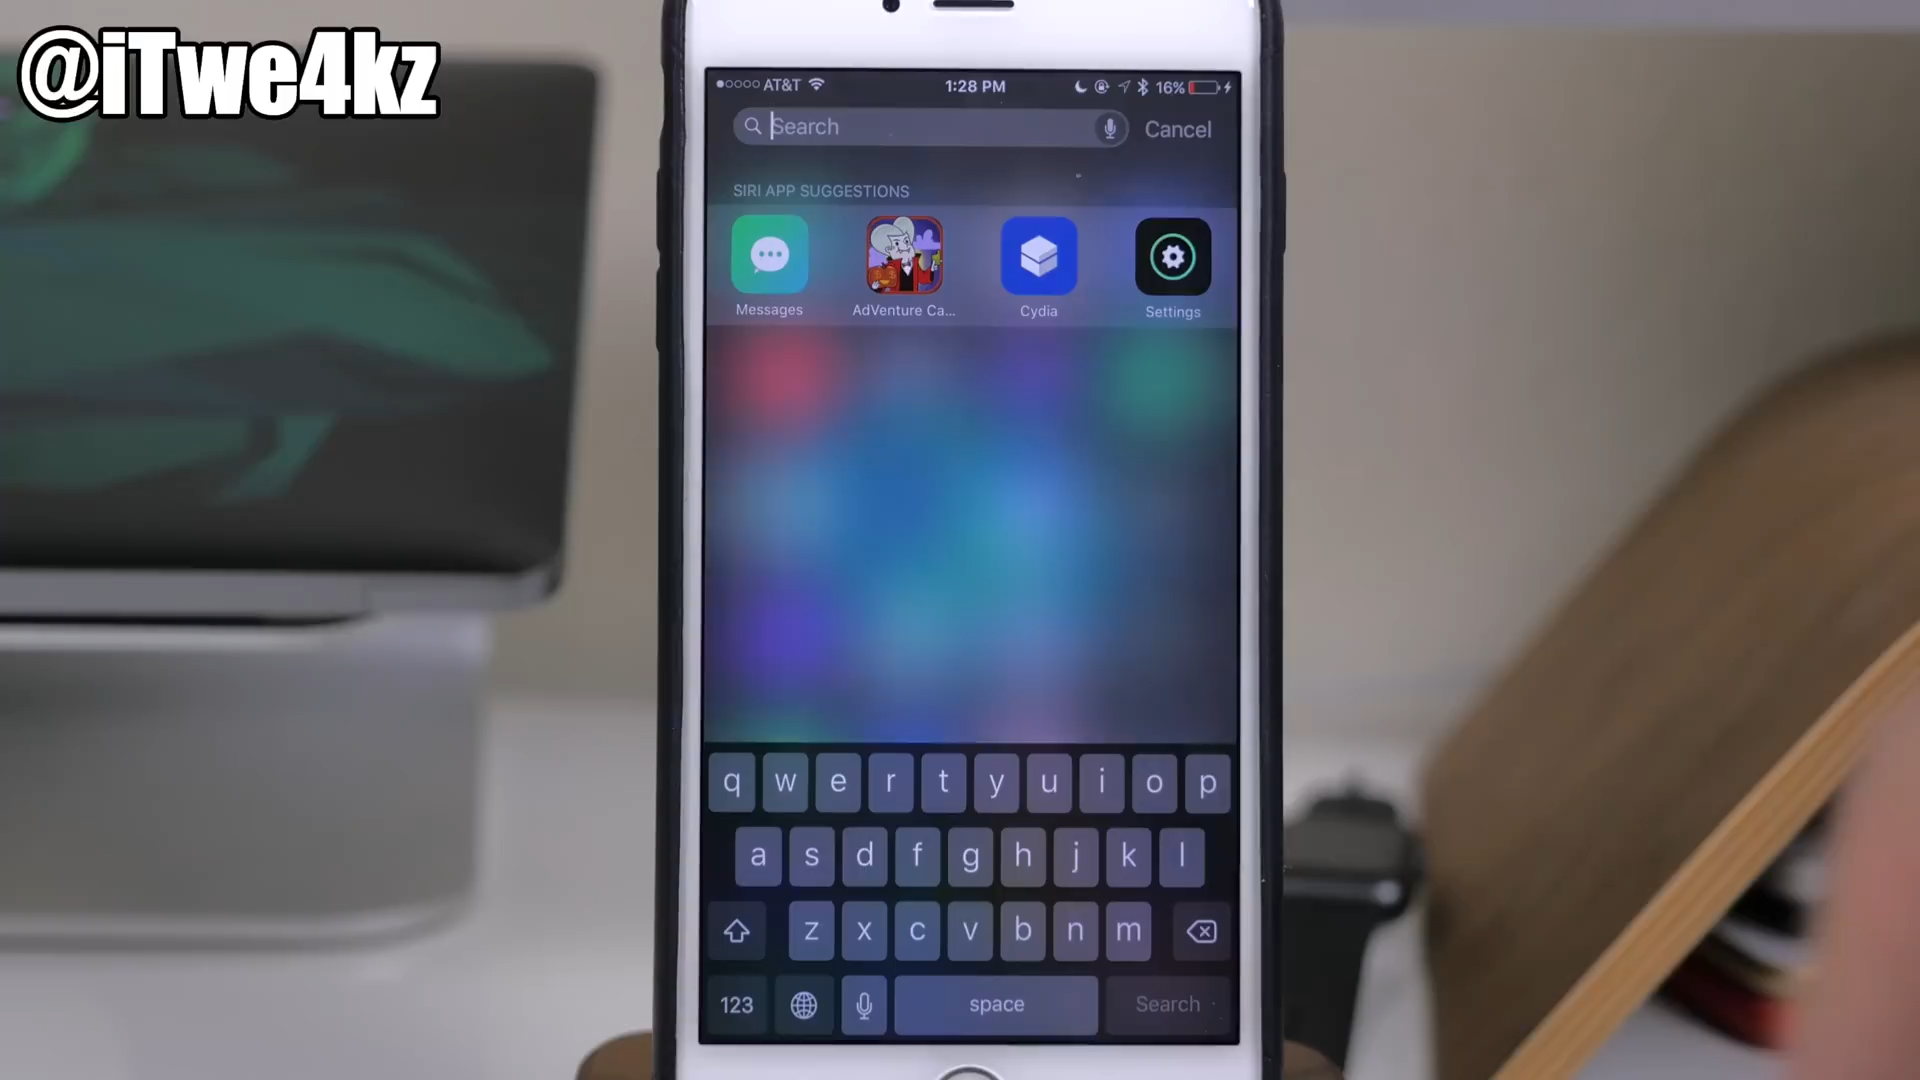 @iTwe4kz
AT&T 1:28 PM 16%
Search Cancel
SIRI APP SUGGESTIONS
Messages AdVenture Ca... Cydia Settings
q w e r t y u i o p
a s d f g h j k l
z x c v b n m
123 space Search